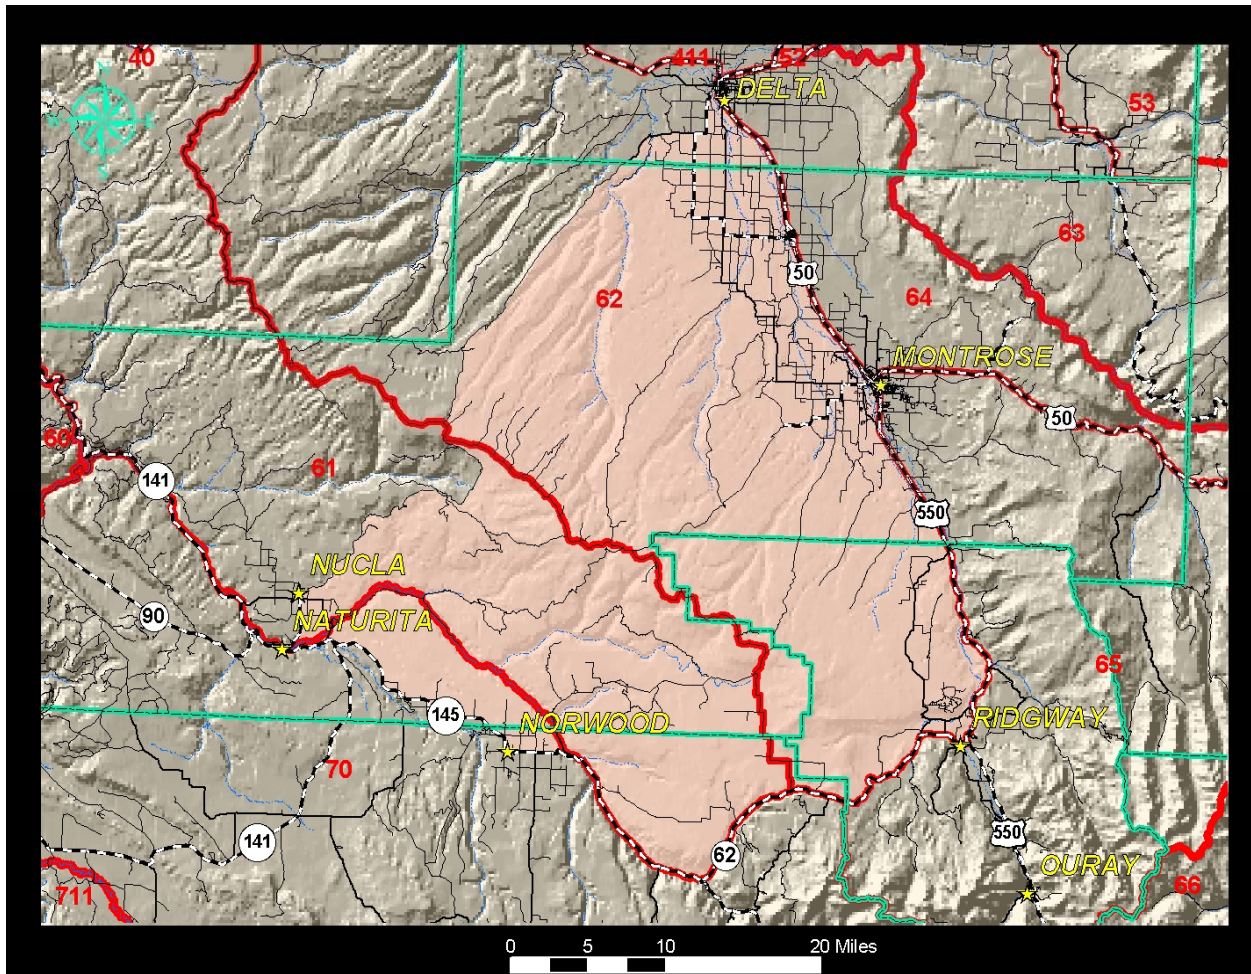 40
411
52
DELTA
53
N
W
E
S
63
50
62
64
MONTROSE
50
60
61
141
550
NUCLA
90
NATURITA
65
145
NORWOOD
RIDGWAY
70
550
141
62
OURAY
711
66
0 5 10 20 Miles